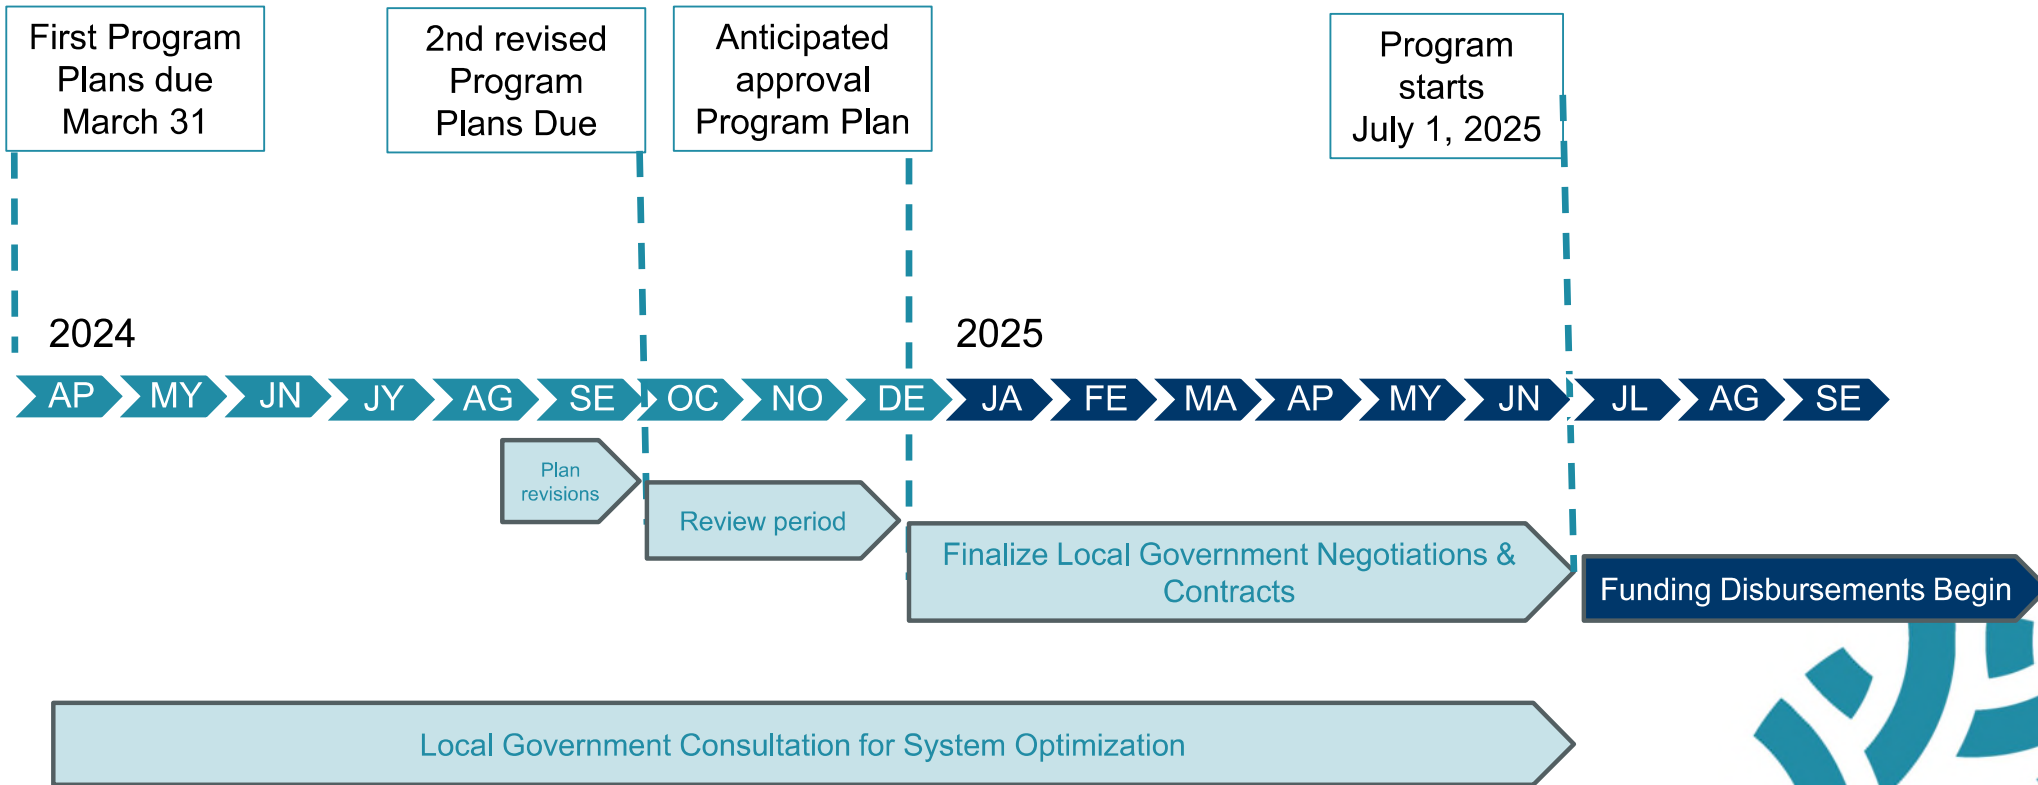 First Program
Plans due
March 31
2nd revised
Program
Plans Due
Anticipated
approval
Program Plan
Program
starts
July 1, 2025
2024
2025
AP MY JN JY AG SE OC NO DE JA FE MA AP MY JN JL AG SE
Plan
revisions
Review period
Finalize Local Government Negotiations &
Contracts
Funding Disbursements Begin
Local Government Consultation for System Optimization